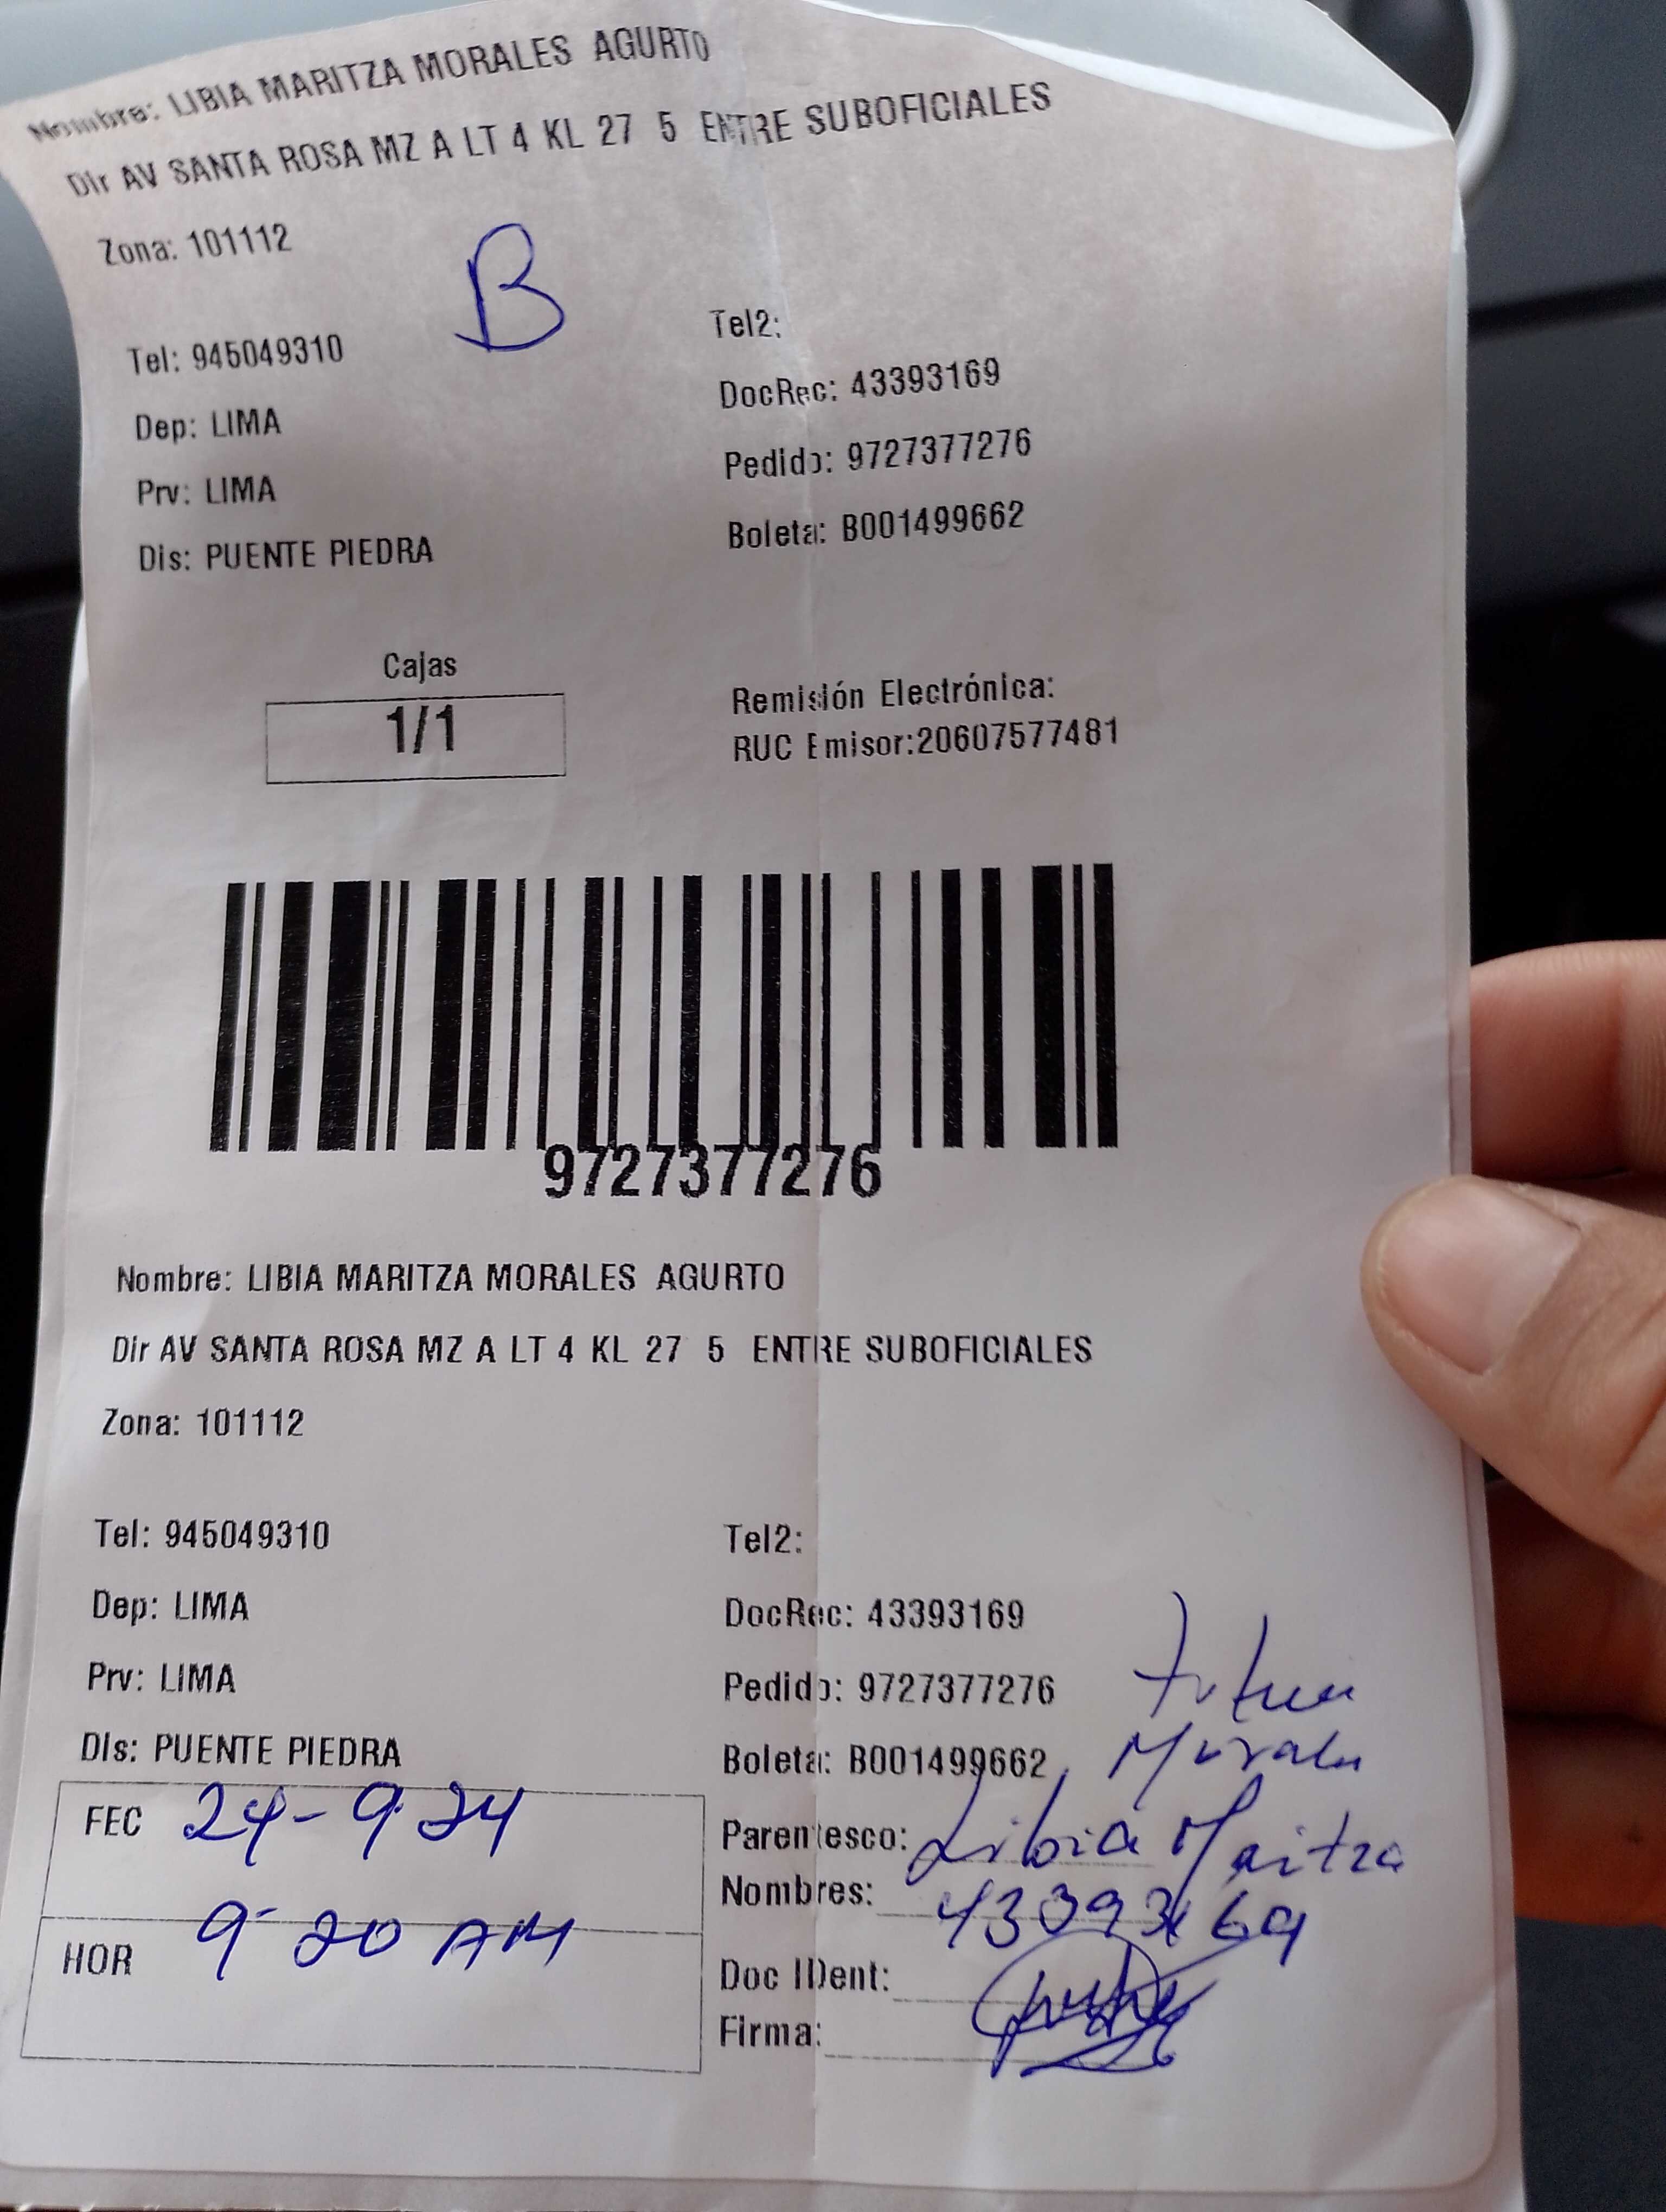 Nombre: LIBIA MARITZA MORALES AGURTO
Dir AV SANTA ROSA MZ A LT 4 KL 27 5 ENTRE SUBOFICIALES
Zona: 101112
B
Tel: 945049310
Tel2:
Dep: LIMA
DocRec: 43393169
Prv: LIMA
Pedido: 9727377276
Dis: PUENTE PIEDRA
Boleta: B001499662
Cajas
1/1
Remisión Electrónica:
RUC Emisor:20607577481
9727377276
Nombre: LIBIA MARITZA MORALES AGURTO
Dir AV SANTA ROSA MZ A LT 4 KL 27 5 ENTRE SUBOFICIALES
Zona: 101112
Tel: 945049310
Tel2:
Dep: LIMA
DocRec: 43393169
Prv: LIMA
Pedido: 9727377276
Dis: PUENTE PIEDRA
Boleta: B001499662
Morales
FEC 24-9-24
Parentesco: Libia Maritza
HOR 9-20 AM
Nombres: 43393169
Doc IDent:
Firma: